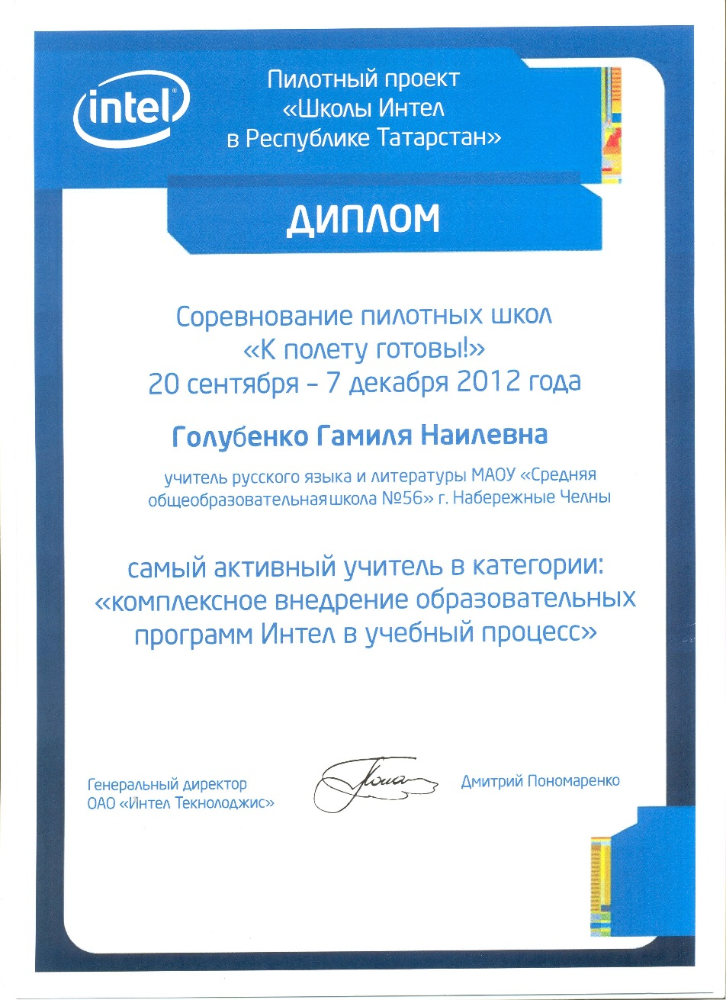 intel®
Пилотный проект
«Школы Интел
в Республике Татарстан»
ДИПЛОМ
Соревнование пилотных школ
«К полету готовы!»
20 сентября – 7 декабря 2012 года
Голубенко Гамиля Наилевна
учитель русского языка и литературы МАОУ «Средняя
общеобразовательная школа №56» г. Набережные Челны
самый активный учитель в категории:
«комплексное внедрение образовательных
программ Интел в учебный процесс»
Генеральный директор
ОАО «Интел Текнолоджис»
Дмитрий Пономаренко